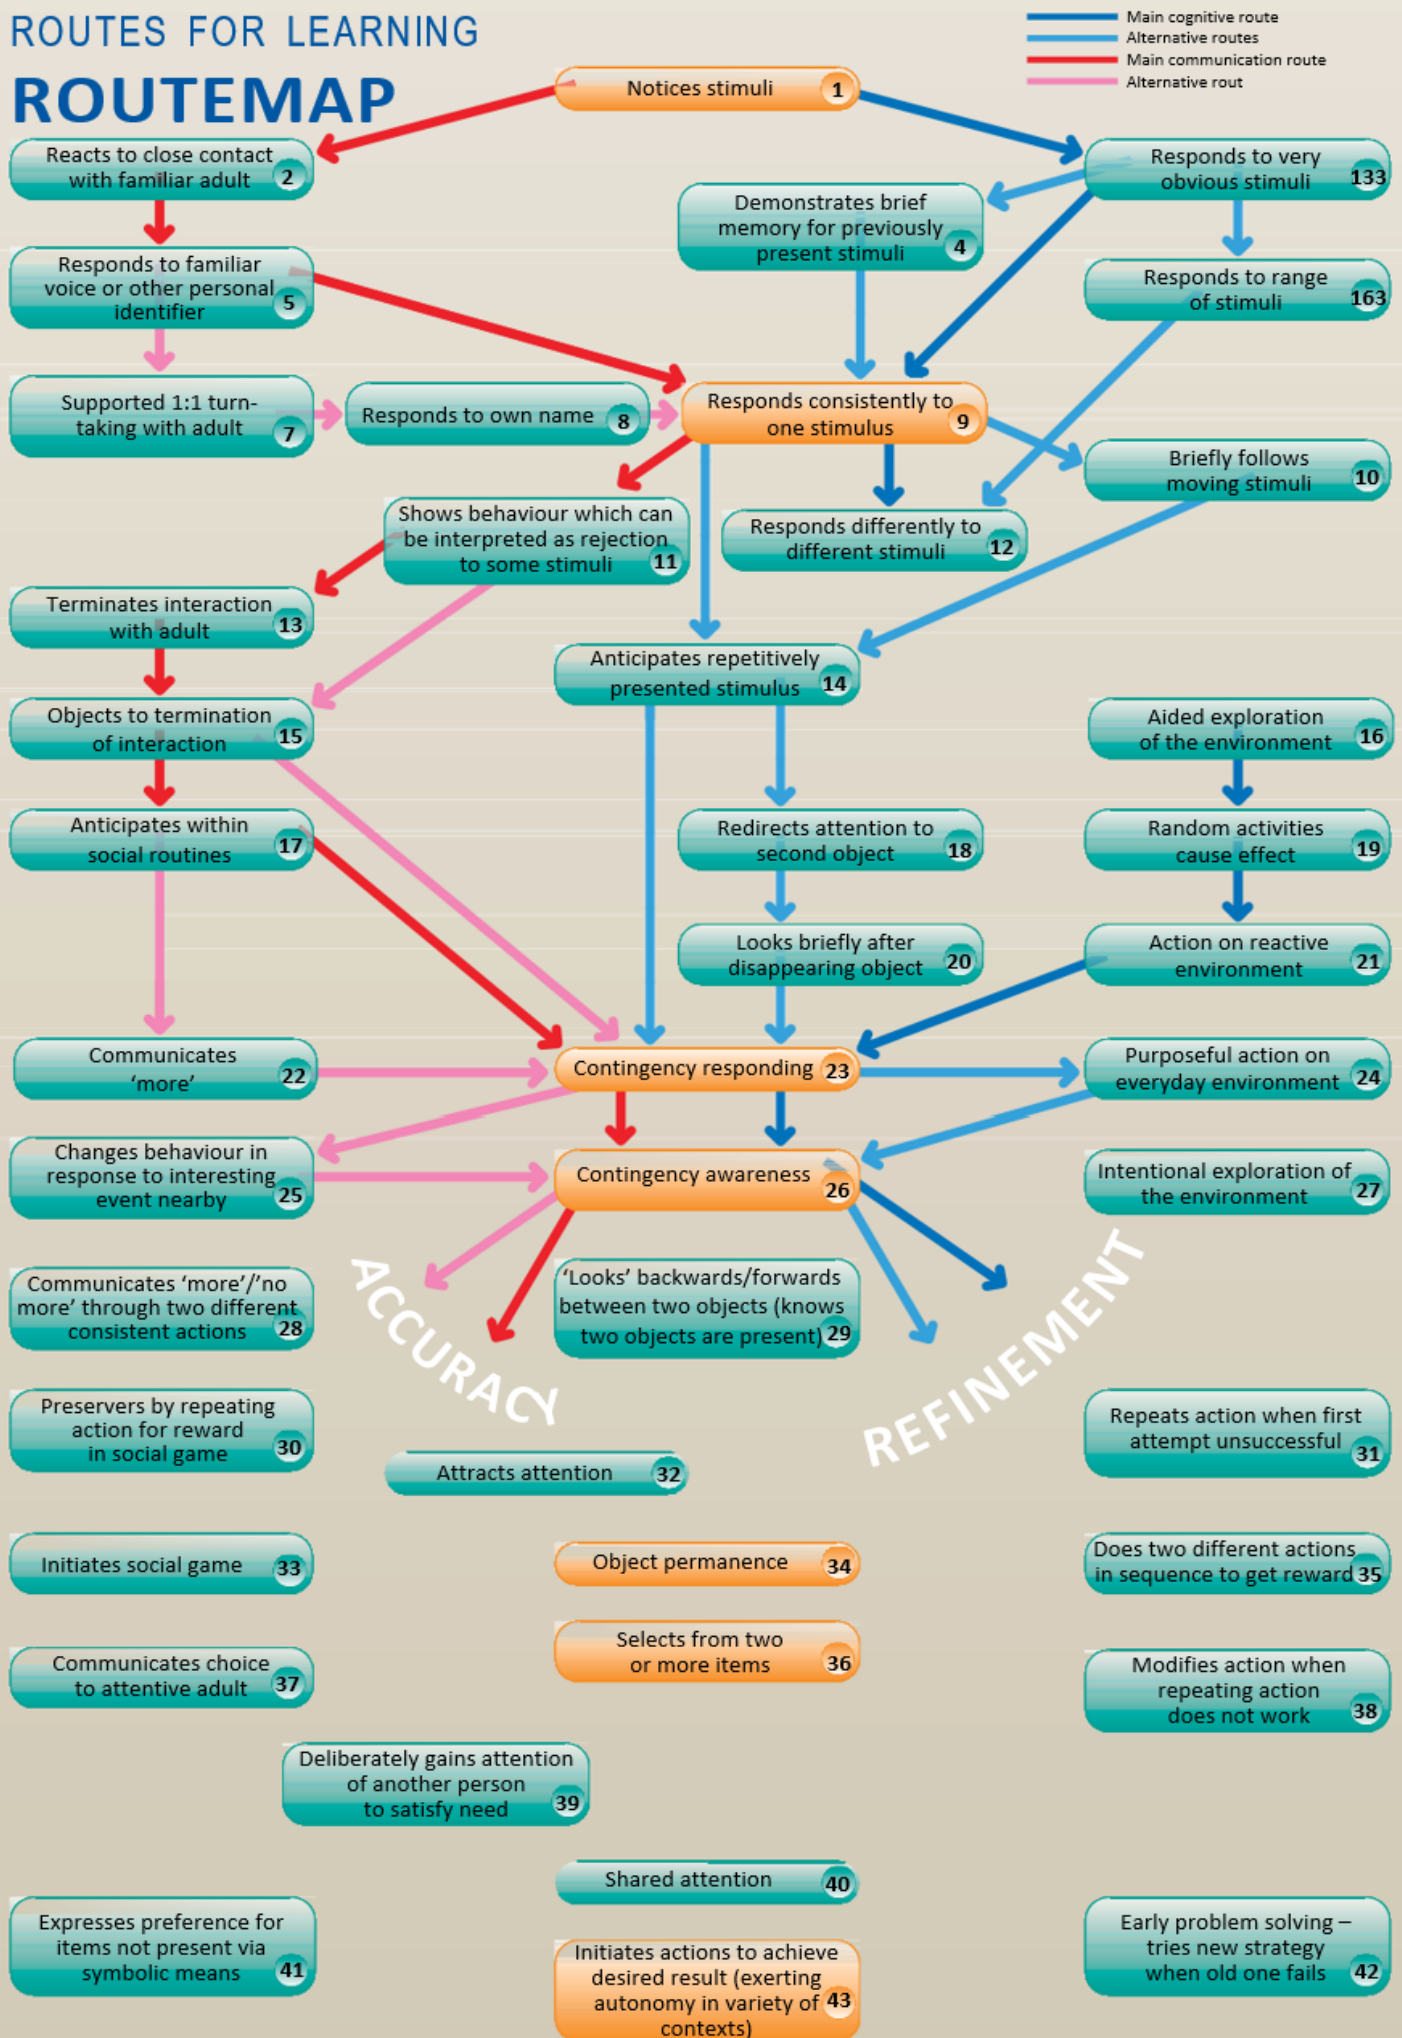 ROUTES FOR LEARNING
ROUTEMAP
Main cognitive route
Alternative routes
Main communication route
Alternative rout
Notices stimuli 1
Reacts to close contact
with familiar adult 2
Responds to very
obvious stimuli 133
Demonstrates brief
memory for previously
present stimuli 4
Responds to familiar
voice or other personal
identifier 5
Responds to range
of stimuli 163
Supported 1:1 turn-
taking with adult 7
Responds to own name 8
Responds consistently to
one stimulus 9
Briefly follows
moving stimuli 10
Shows behaviour which can
be interpreted as rejection
to some stimuli 11
Responds differently to
different stimuli 12
Terminates interaction
with adult 13
Anticipates repetitively
presented stimulus 14
Objects to termination
of interaction 15
Aided exploration
of the environment 16
Anticipates within
social routines 17
Redirects attention to
second object 18
Random activities
cause effect 19
Looks briefly after
disappearing object 20
Action on reactive
environment 21
Communicates
‘more’ 22
Contingency responding 23
Purposeful action on
everyday environment 24
Changes behaviour in
response to interesting
event nearby 25
Contingency awareness 26
Intentional exploration of
the environment 27
ACCURACY
REFINEMENT
Communicates ‘more’/’no
more’ through two different
consistent actions 28
‘Looks’ backwards/forwards
between two objects (knows
two objects are present) 29
Preservers by repeating
action for reward
in social game 30
Repeats action when first
attempt unsuccessful 31
Attracts attention 32
Initiates social game 33
Object permanence 34
Does two different actions
in sequence to get reward 35
Selects from two
or more items 36
Communicates choice
to attentive adult 37
Modifies action when
repeating action
does not work 38
Deliberately gains attention
of another person
to satisfy need 39
Shared attention 40
Expresses preference for
items not present via
symbolic means 41
Early problem solving –
tries new strategy
when old one fails 42
Initiates actions to achieve
desired result (exerting
autonomy in variety of
contexts) 43